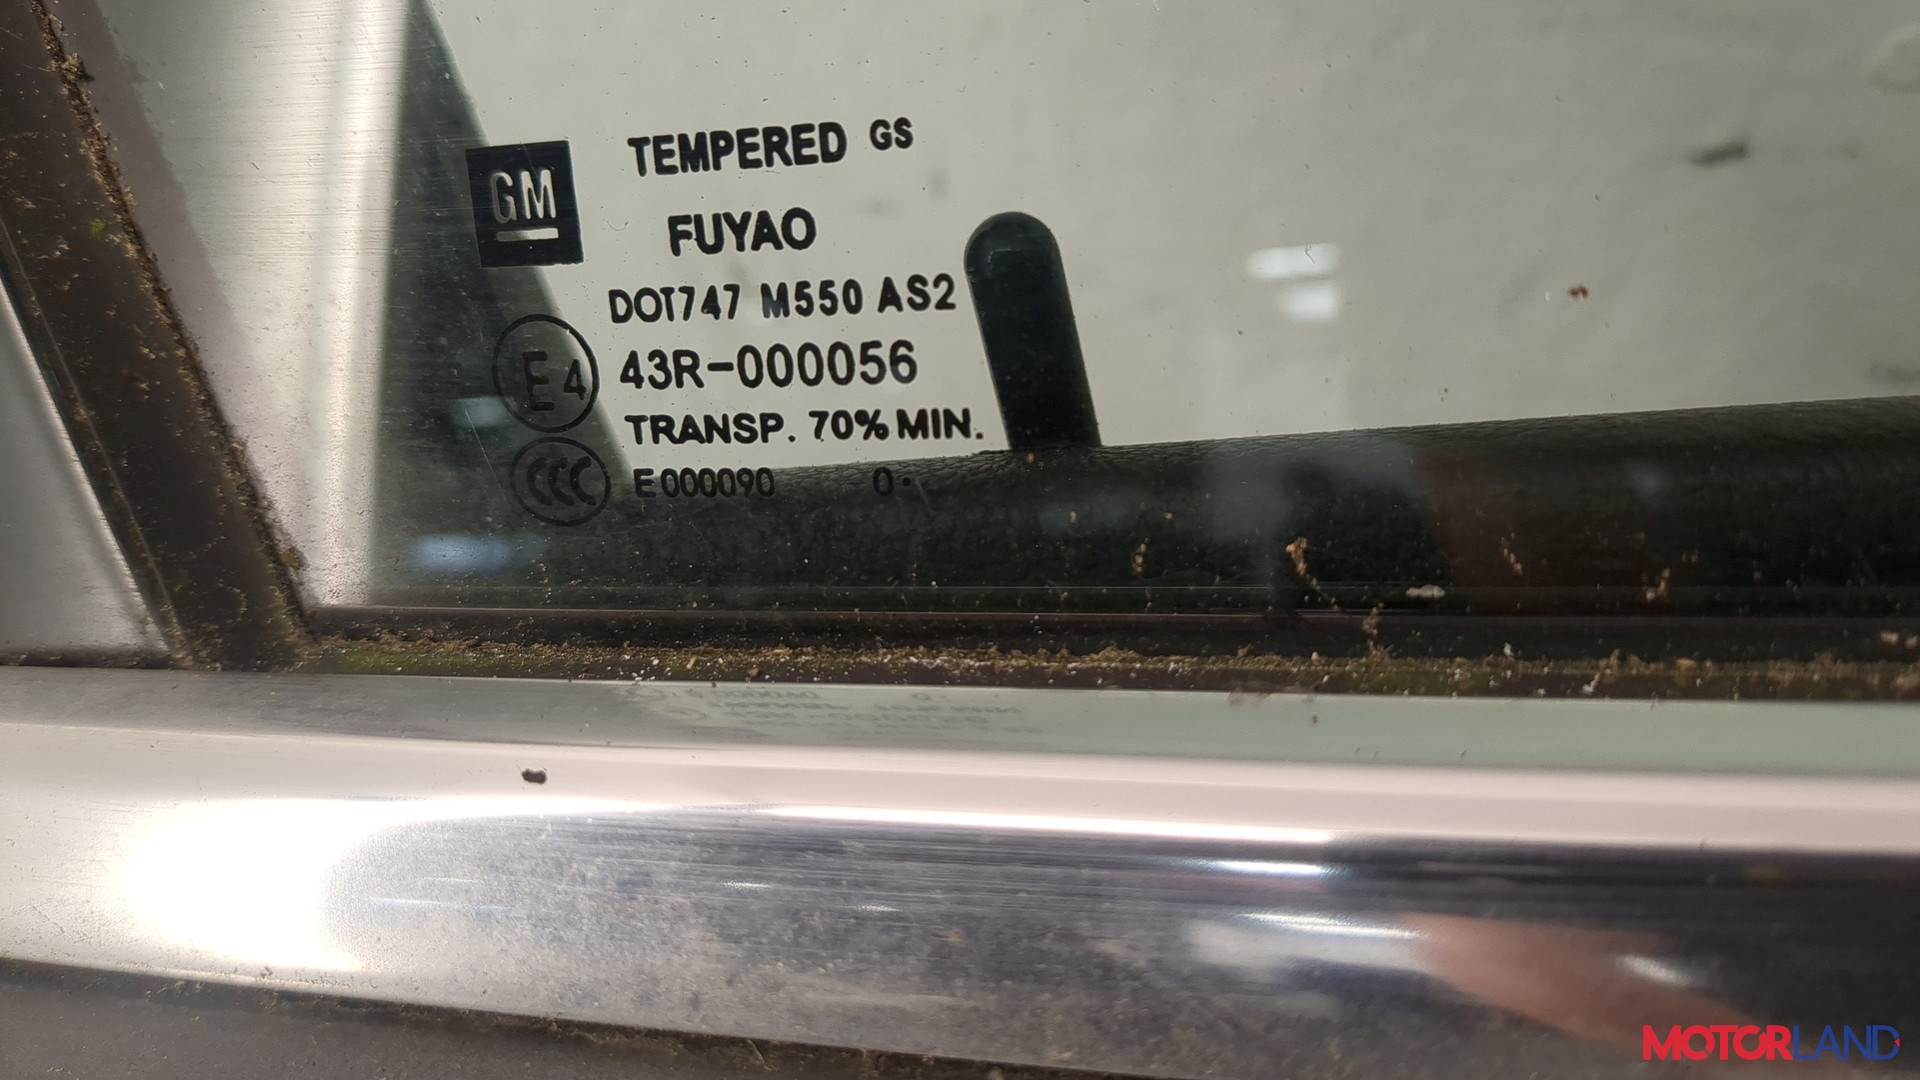 GM
TEMPERED GS
FUYAO
DOT747 M550 AS2
E4 43R-000056
TRANSP. 70% MIN.
CCC E000090 0.
MOTORLAND